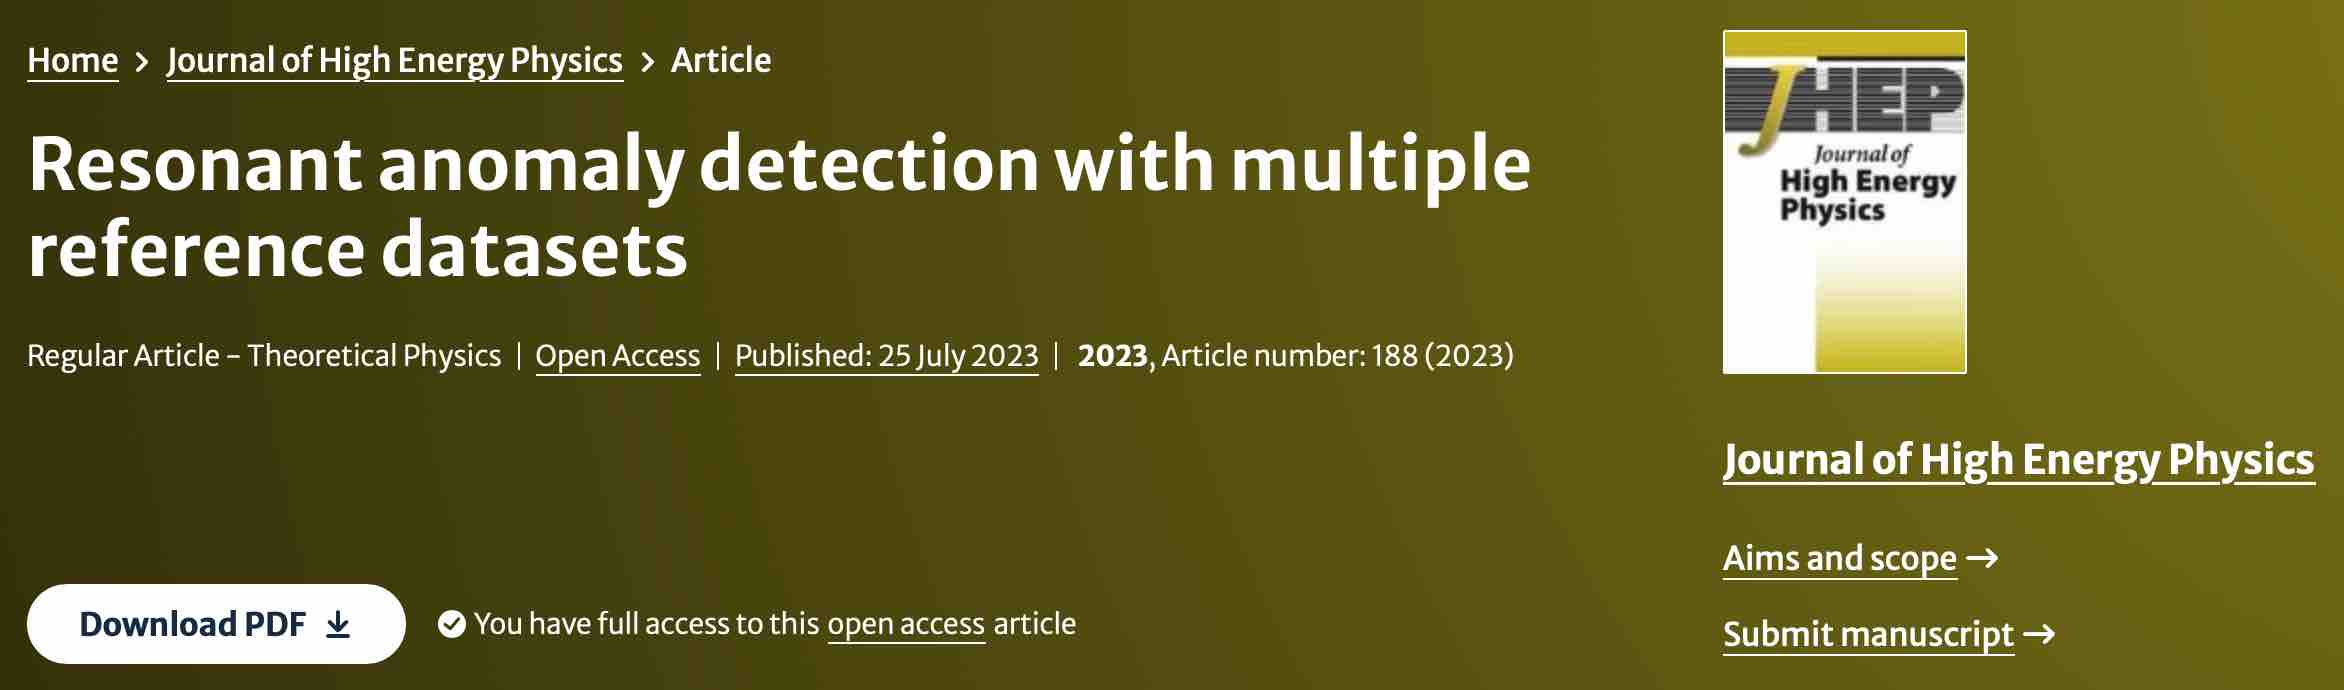 Home > Journal of High Energy Physics > Article
Resonant anomaly detection with multiple
reference datasets
Regular Article - Theoretical Physics | Open Access | Published: 25 July 2023 | 2023, Article number: 188 (2023)
Download PDF
You have full access to this open access article
JHEP
Journal of
High Energy
Physics
Journal of High Energy Physics
Aims and scope →
Submit manuscript →